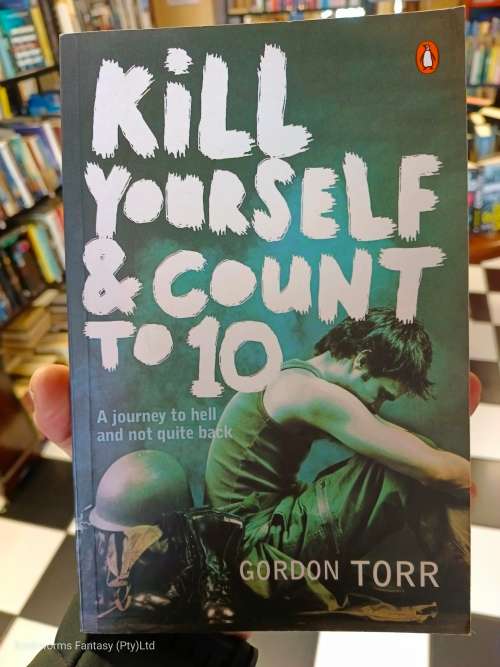 KiLL
YOURSELF
& COUNT
TO 10
A journey to hell
and not quite back
GORDON TORR
Fantasy (Pty)Ltd